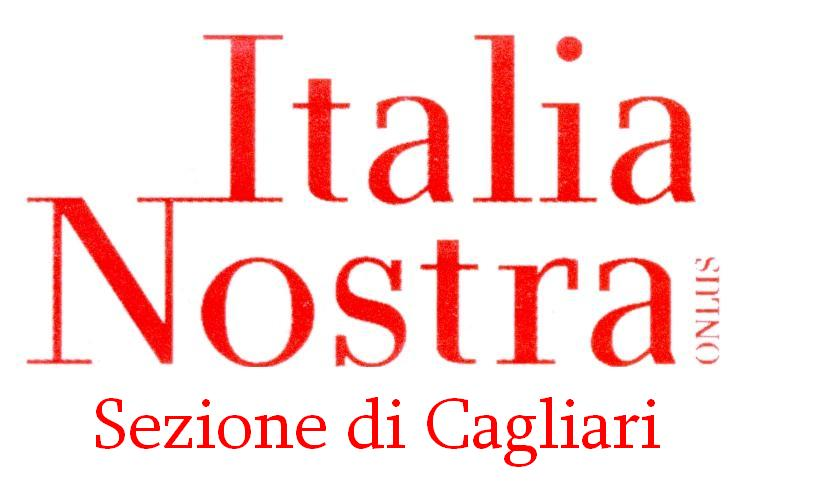 Italia
Nostra
ONLUS
Sezione di Cagliari